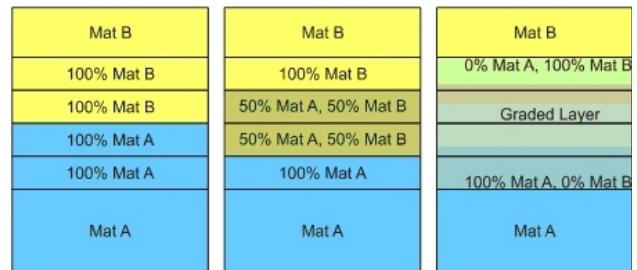 Mat B
100% Mat B
100% Mat B
100% Mat A
100% Mat A
Mat A
Mat B
100% Mat B
50% Mat A, 50% Mat B
50% Mat A, 50% Mat B
100% Mat A
Mat A
Mat B
0% Mat A, 100% Mat B
Graded Layer
100% Mat A, 0% Mat B
Mat A